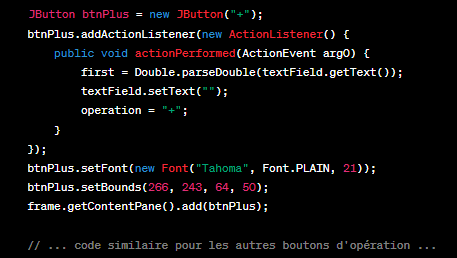 JButton btnPlus = new JButton("+");
btnPlus.addActionListener(new ActionListener() {
public void actionPerformed(ActionEvent arg0) {
first = Double.parseDouble(textField.getText());
textField.setText("");
operation = "+";
}
});
btnPlus.setFont(new Font("Tahoma", Font.PLAIN, 21));
btnPlus.setBounds(266, 243, 64, 50);
frame.getContentPane().add(btnPlus);
// ... code similaire pour les autres boutons d'opération ...